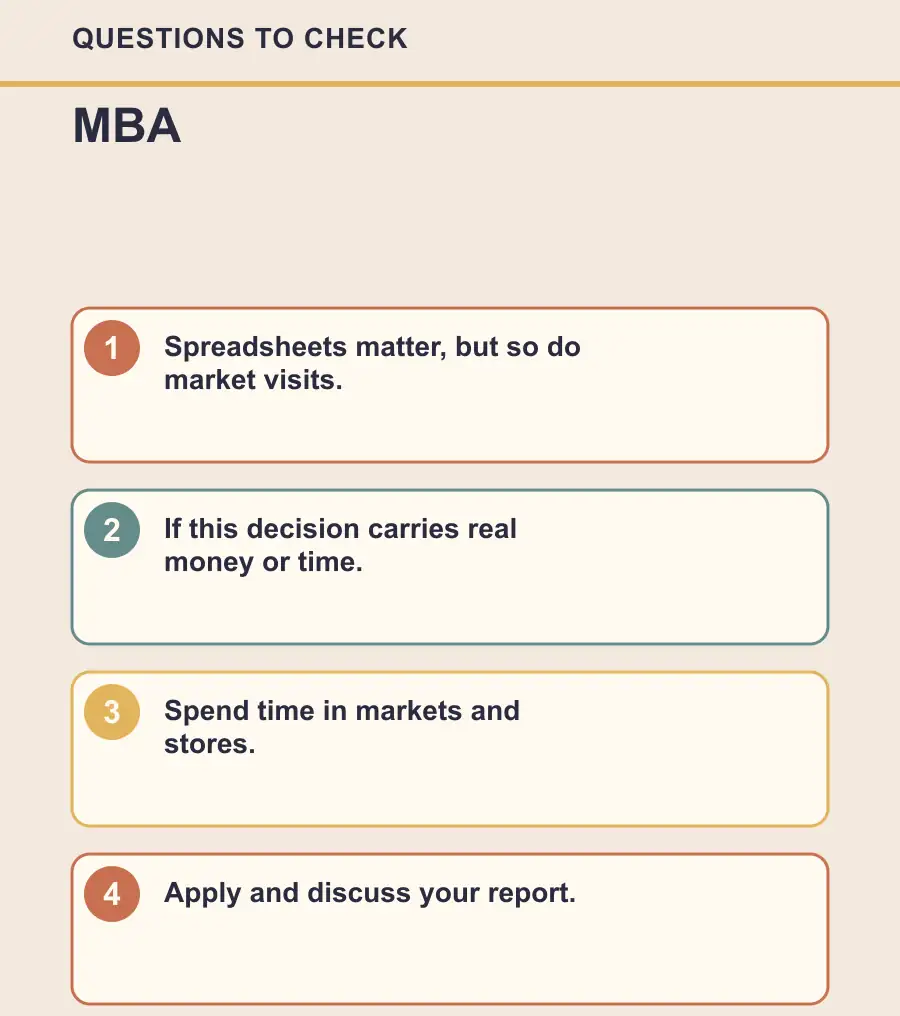 QUESTIONS TO CHECK
MBA
1
Spreadsheets matter, but so do
market visits.
2
If this decision carries real
money or time.
3
Spend time in markets and
stores.
4
Apply and discuss your report.